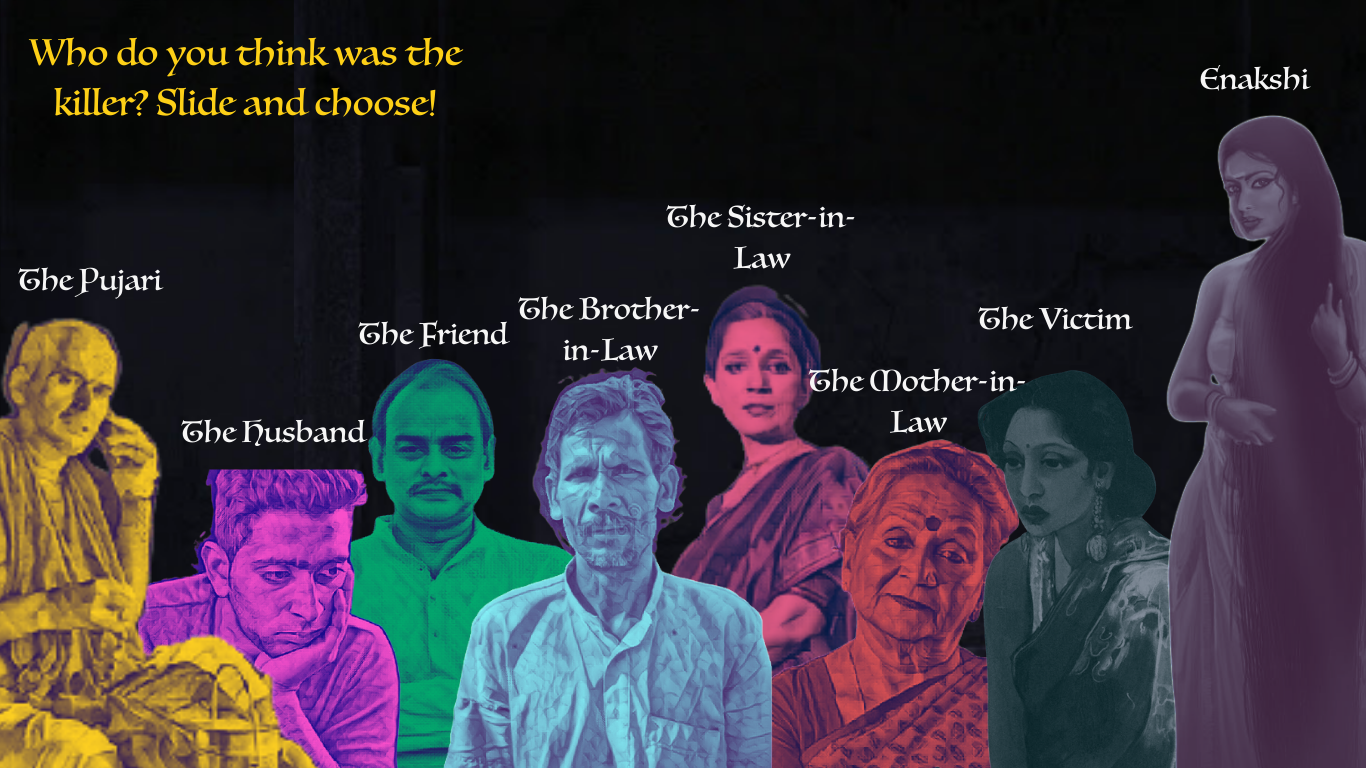 Who do you think was the
killer? Slide and choose!
Enakshi
The Sister-in-
Law
The Pujari
The Brother-
in-Law
The Victim
The Friend
The Mother-in-
Law
The Husband